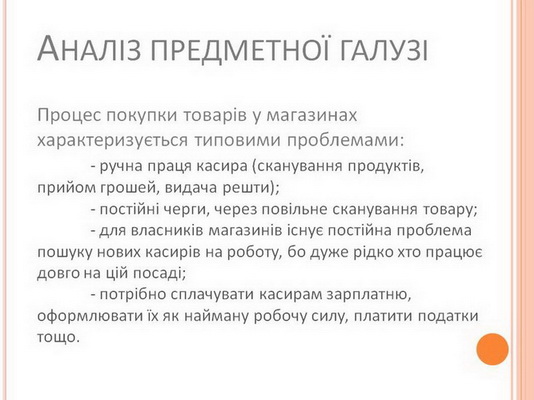 Аналіз предметної галузі
Процес покупки товарів у магазинах
характеризується типовими проблемами:
- ручна праця касира (сканування продуктів,
прийом грошей, видача решти);
- постійні черги, через повільне сканування товару;
- для власників магазинів існує постійна проблема
пошуку нових касирів на роботу, бо дуже рідко хто працює
довго на цій посаді;
- потрібно сплачувати касирам зарплатню,
оформлювати їх як найману робочу силу, платити податки
тощо.